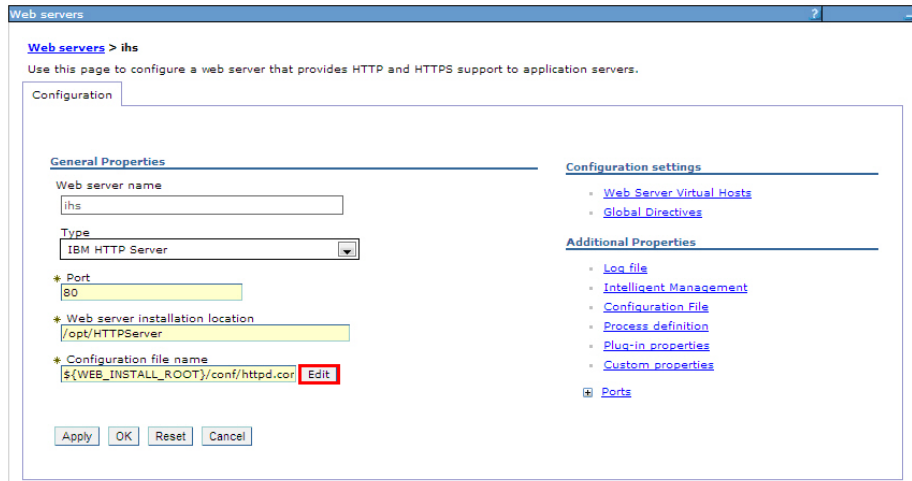 Web servers ? _
Web servers > ihs
Use this page to configure a web server that provides HTTP and HTTPS support to application servers.
Configuration
General Properties
Web server name
ihs
Type
IBM HTTP Server
* Port
80
* Web server installation location
/opt/HTTPServer
* Configuration file name
${WEB_INSTALL_ROOT}/conf/httpd.cor Edit
Apply OK Reset Cancel
Configuration settings
Web Server Virtual Hosts
Global Directives
Additional Properties
Log file
Intelligent Management
Configuration File
Process definition
Plug-in properties
Custom properties
+ Ports